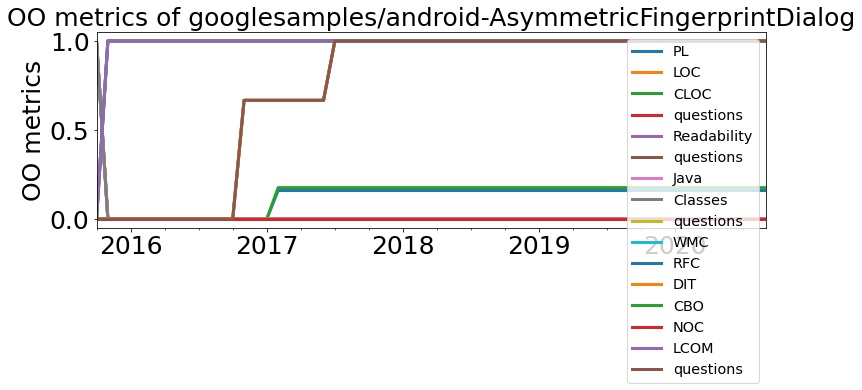 OO metrics of googlesamples/android-AsymmetricFingerprintDialog
OO metrics
1.0
0.5
0.0
2016
2017
2018
2019
2020
PL
LOC
CLOC
questions
Readability
questions
Java
Classes
questions
WMC
RFC
DIT
CBO
NOC
LCOM
questions